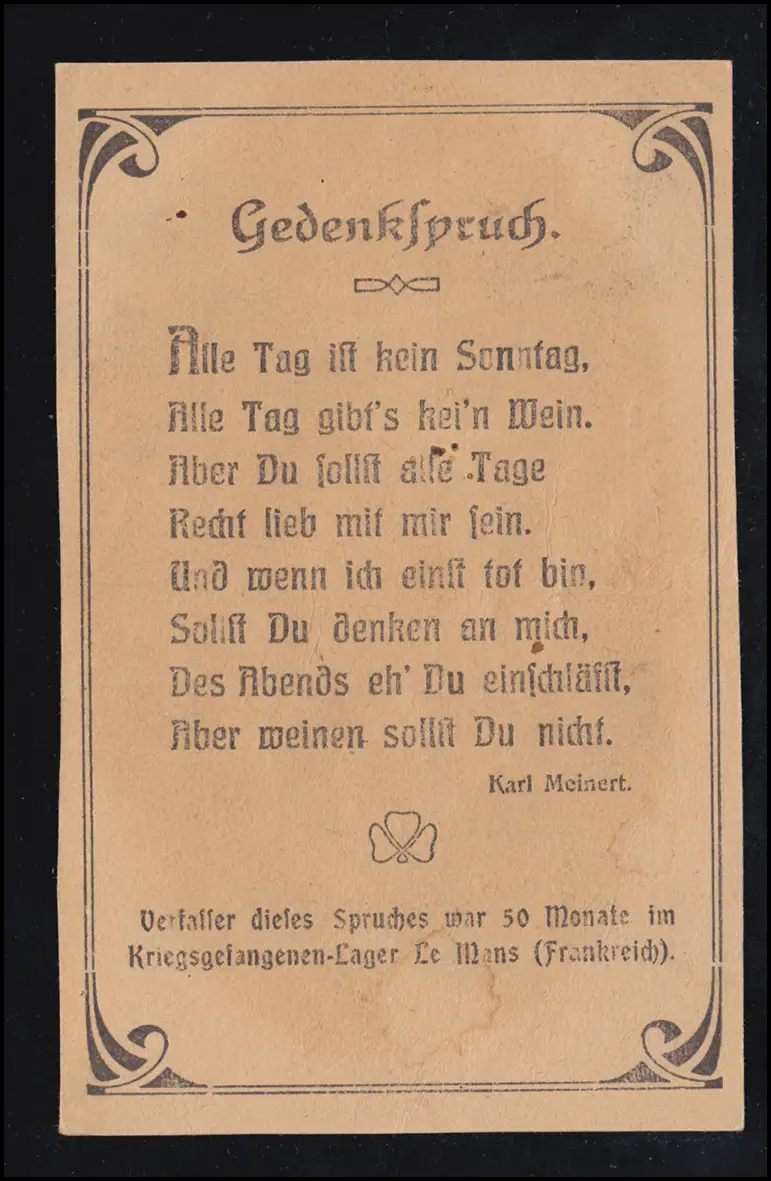 Gedenkspruch.
Alle Tag ist kein Sonntag,
Alle Tag gibt's kei'n Wein.
Aber Du sollst alle Tage
Recht lieb mit mir sein.
Und wenn ich einst tot bin,
Sollst Du denken an mich,
Des Abends eh' Du einschläfst,
Aber weinen sollst Du nicht.
Karl Meinert.
Verfasser dieses Spruches war 50 Monate im
Kriegsgefangenen-Lager Le Mans (Frankreich).